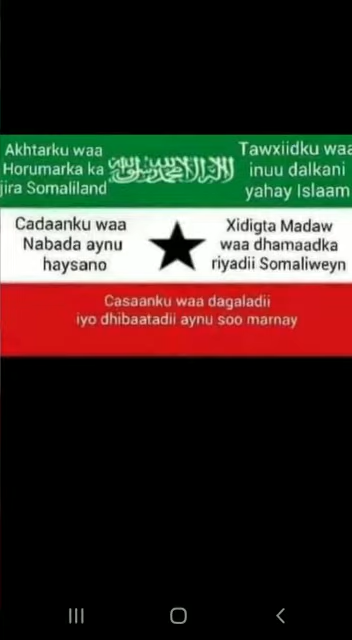 Akhtarku waa
Horumarka ka
jira Somaliland
لا إله إلا الله محمد رسول الله
Tawxiidku waa
inuu dalkani
yahay Islaam
Cadaanku waa
Nabada aynu
haysano
Xidigta Madaw
waa dhamaadka
riyadii Somaliweyn
Casaanku waa dagaladii
iyo dhibaatadii aynu soo marnay